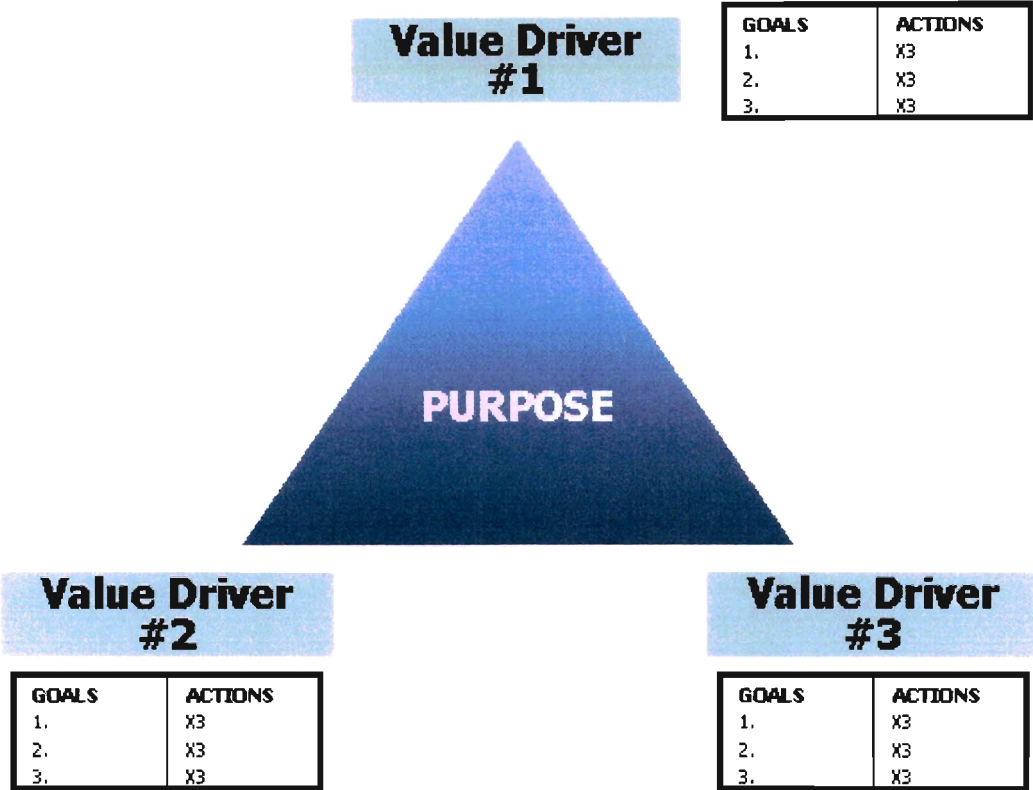 Value Driver
#1
GOALS ACTIONS
1. X3
2. X3
3. X3
PURPOSE
Value Driver
#2
GOALS ACTIONS
1. X3
2. X3
3. X3
Value Driver
#3
GOALS ACTIONS
1. X3
2. X3
3. X3